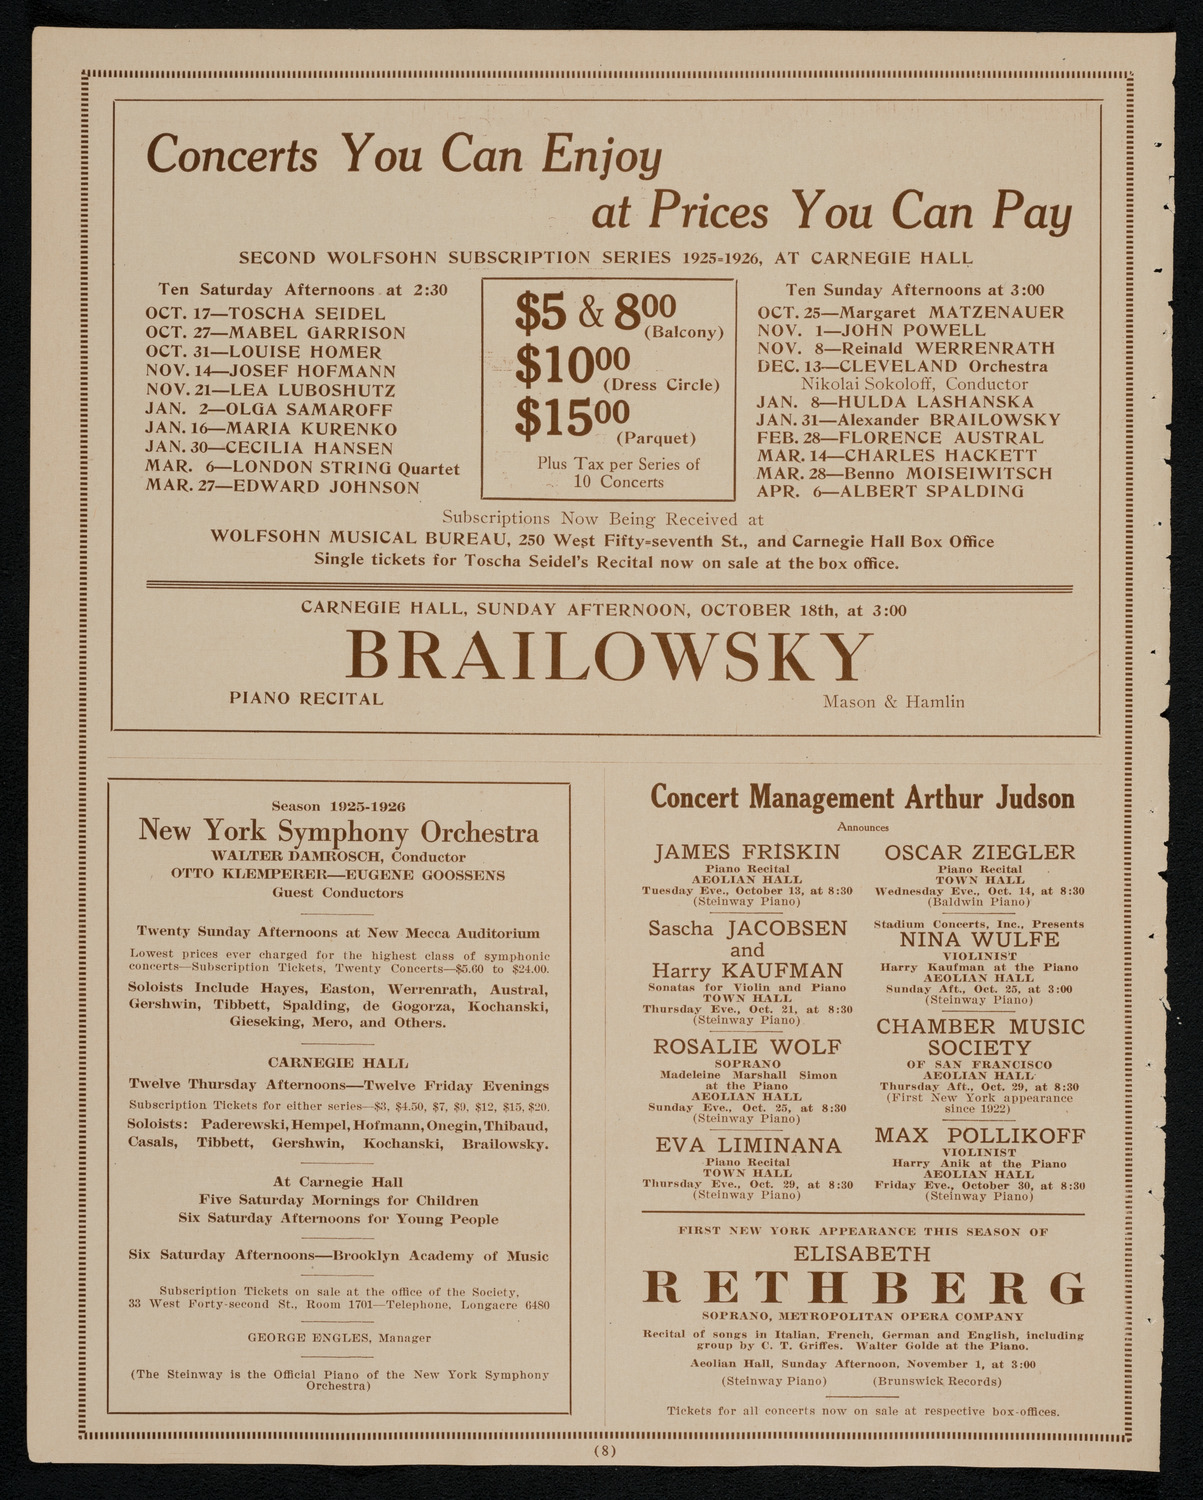 Concerts You Can Enjoy
at Prices You Can Pay
SECOND WOLFSOHN SUBSCRIPTION SERIES 1925-1926, AT CARNEGIE HALL
Ten Saturday Afternoons at 2:30
OCT. 17—TOSCHA SEIDEL
OCT. 27—MABEL GARRISON
OCT. 31—LOUISE HOMER
NOV. 14—JOSEF HOFMANN
NOV. 21—LEA LUBOSHUTZ
JAN. 2—OLGA SAMAROFF
JAN. 16—MARIA KURENKO
JAN. 30—CECILIA HANSEN
MAR. 6—LONDON STRING Quartet
MAR. 27—EDWARD JOHNSON
$5 & 8⁰⁰
(Balcony)
$10⁰⁰
(Dress Circle)
$15⁰⁰
(Parquet)
Plus Tax per Series of
10 Concerts
Ten Sunday Afternoons at 3:00
OCT. 25—Margaret MATZENAUER
NOV. 1—JOHN POWELL
NOV. 8—Reinald WERRENRATH
DEC. 13—CLEVELAND Orchestra
Nikolai Sokoloff, Conductor
JAN. 8—HULDA LASHANSKA
JAN. 31—Alexander BRAILOWSKY
FEB. 28—FLORENCE AUSTRAL
MAR. 14—CHARLES HACKETT
MAR. 28—Benno MOISEIWITSCH
APR. 6—ALBERT SPALDING
Subscriptions Now Being Received at
WOLFSOHN MUSICAL BUREAU, 250 West Fifty-seventh St., and Carnegie Hall Box Office
Single tickets for Toscha Seidel's Recital now on sale at the box office.
CARNEGIE HALL, SUNDAY AFTERNOON, OCTOBER 18th, at 3:00
BRAILOWSKY
PIANO RECITAL Mason & Hamlin
Season 1925-1926
New York Symphony Orchestra
WALTER DAMROSCH, Conductor
OTTO KLEMPERER—EUGENE GOOSSENS
Guest Conductors
Twenty Sunday Afternoons at New Mecca Auditorium
Lowest prices ever charged for the highest class of symphonic
concerts—Subscription Tickets, Twenty Concerts—$5.60 to $24.00.
Soloists Include Hayes, Easton, Werrenrath, Austral,
Gershwin, Tibbett, Spalding, de Gogorza, Kochanski,
Gieseking, Mero, and Others.
CARNEGIE HALL
Twelve Thursday Afternoons—Twelve Friday Evenings
Subscription Tickets for either series—$3, $4.50, $7, $9, $12, $15, $20.
Soloists: Paderewski, Hempel, Hofmann, Onegin, Thibaud,
Casals, Tibbett, Gershwin, Kochanski, Brailowsky.
At Carnegie Hall
Five Saturday Mornings for Children
Six Saturday Afternoons for Young People
Six Saturday Afternoons—Brooklyn Academy of Music
Subscription Tickets on sale at the office of the Society,
33 West Forty-second St., Room 1701—Telephone, Longacre 6480
GEORGE ENGLES, Manager
(The Steinway is the Official Piano of the New York Symphony
Orchestra)
Concert Management Arthur Judson
Announces
JAMES FRISKIN
Piano Recital
AEOLIAN HALL
Tuesday Eve., October 13, at 8:30
(Steinway Piano)
Sascha JACOBSEN
and
Harry KAUFMAN
Sonatas for Violin and Piano
TOWN HALL
Thursday Eve., Oct. 21, at 8:30
(Steinway Piano)
ROSALIE WOLF
SOPRANO
Madeleine Marshall Simon
at the Piano
AEOLIAN HALL
Sunday Eve., Oct. 25, at 8:30
(Steinway Piano)
EVA LIMINANA
Piano Recital
TOWN HALL
Thursday Eve., Oct. 29, at 8:30
(Steinway Piano)
OSCAR ZIEGLER
Piano Recital
TOWN HALL
Wednesday Eve., Oct. 14, at 8:30
(Baldwin Piano)
Stadium Concerts, Inc., Presents
NINA WULFE
VIOLINIST
Harry Kaufman at the Piano
AEOLIAN HALL
Sunday Aft., Oct. 25, at 3:00
(Steinway Piano)
CHAMBER MUSIC
SOCIETY
OF SAN FRANCISCO
AEOLIAN HALL
Thursday Aft., Oct. 29, at 8:30
(First New York appearance
since 1922)
MAX POLLIKOFF
VIOLINIST
Harry Anik at the Piano
AEOLIAN HALL
Friday Eve., October 30, at 8:30
(Steinway Piano)
FIRST NEW YORK APPEARANCE THIS SEASON OF
ELISABETH
RETHBERG
SOPRANO, METROPOLITAN OPERA COMPANY
Recital of songs in Italian, French, German and English, including
group by C. T. Griffes. Walter Golde at the Piano.
Aeolian Hall, Sunday Afternoon, November 1, at 3:00
(Steinway Piano) (Brunswick Records)
Tickets for all concerts now on sale at respective box-offices.
(8)